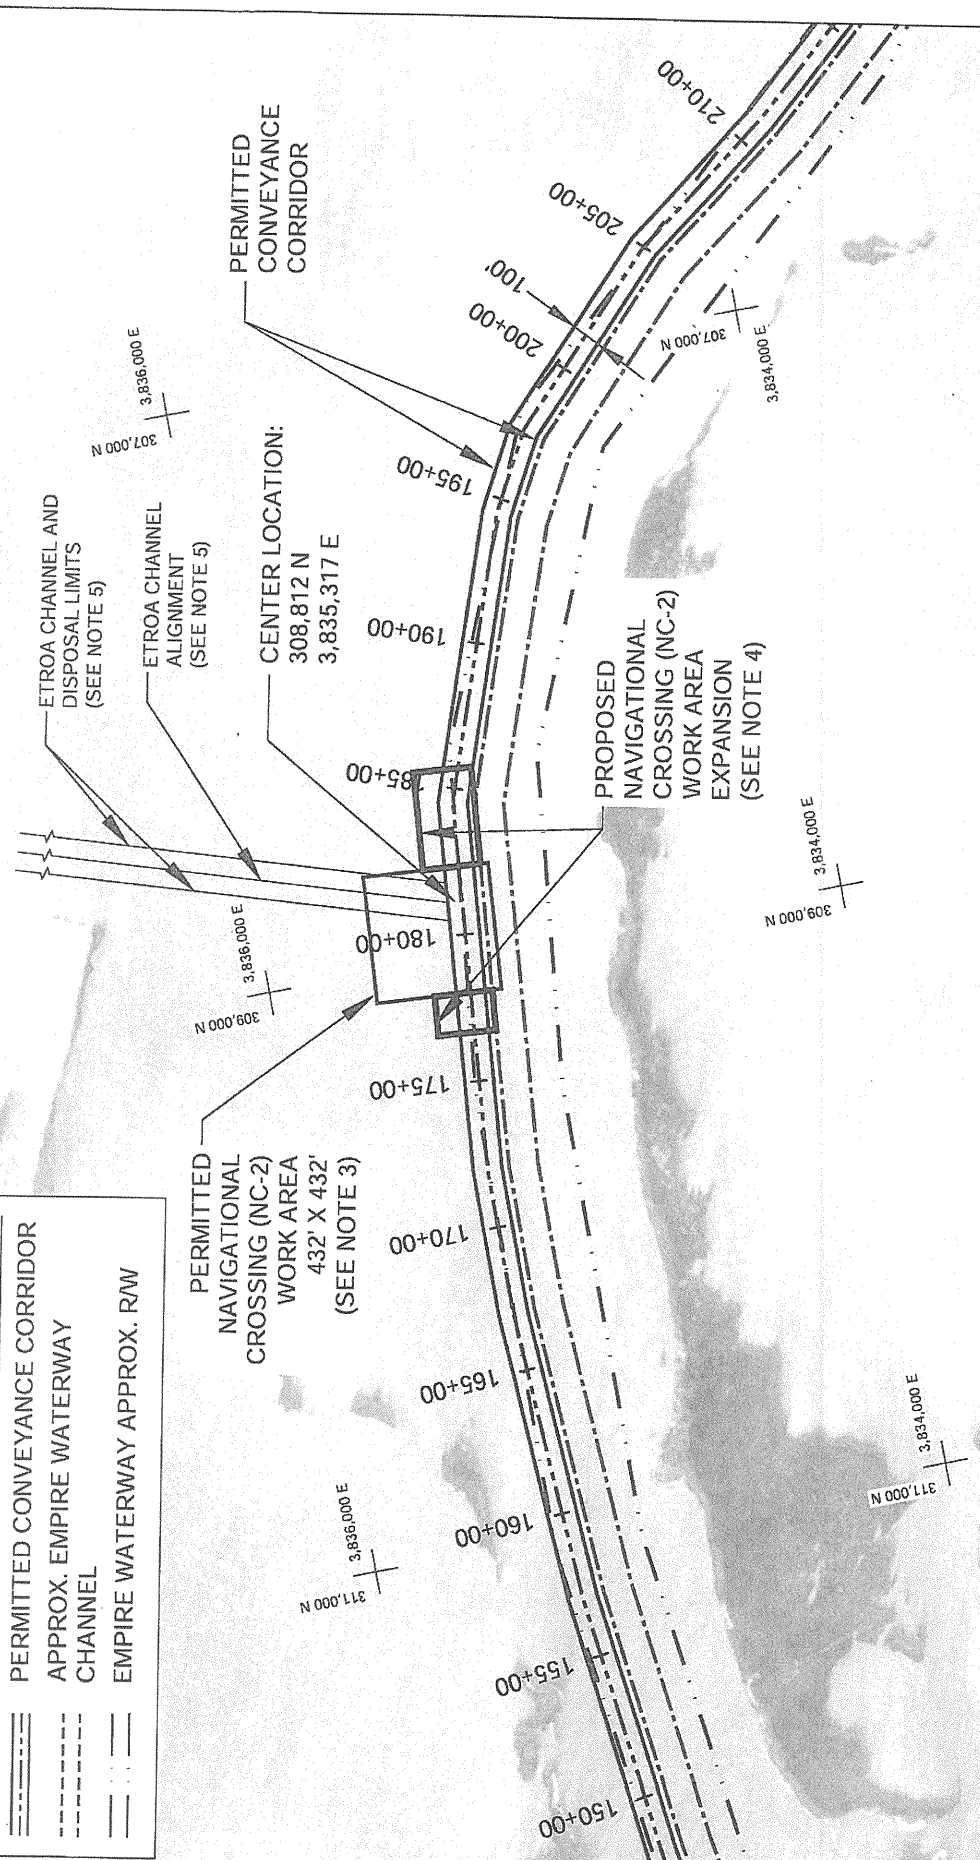 PERMITTED CONVEYANCE CORRIDOR
APPROX. EMPIRE WATERWAY
CHANNEL
EMPIRE WATERWAY APPROX. R/W
PERMITTED
NAVIGATIONAL
CROSSING (NC-2)
WORK AREA
432' X 432'
(SEE NOTE 3)
ETROA CHANNEL AND
DISPOSAL LIMITS
(SEE NOTE 5)
ETROA CHANNEL
ALIGNMENT
(SEE NOTE 5)
CENTER LOCATION:
308,812 N
3,835,317 E
PERMITTED
CONVEYANCE
CORRIDOR
PROPOSED
NAVIGATIONAL
CROSSING (NC-2)
WORK AREA
EXPANSION
(SEE NOTE 4)
150+00
155+00
160+00
165+00
170+00
175+00
180+00
85+00
190+00
195+00
200+00
100'
205+00
210+00
311,000 N
3,836,000 E
309,000 N
3,836,000 E
307,000 N
3,836,000 E
311,000 N
3,834,000 E
309,000 N
3,834,000 E
307,000 N
3,834,000 E